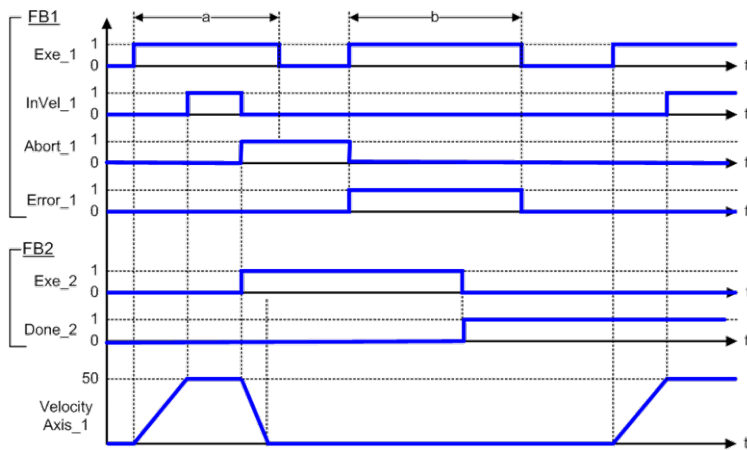 FB1
a
b
Exe_1
1
0
t
InVel_1
1
0
t
Abort_1
1
0
t
Error_1
1
0
t
FB2
Exe_2
1
0
t
Done_2
1
0
t
50
Velocity
Axis_1
t